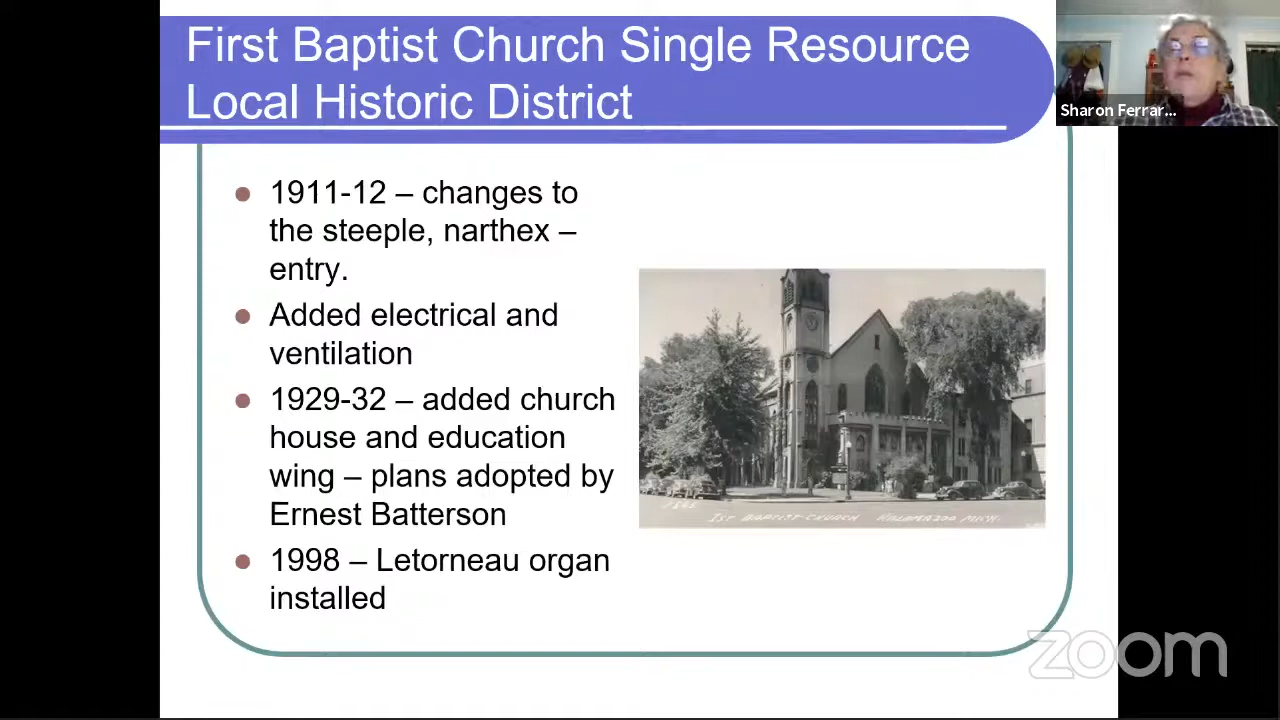 First Baptist Church Single Resource
Local Historic District
Sharon Ferrar...
1911-12 – changes to
the steeple, narthex –
entry.
Added electrical and
ventilation
1929-32 – added church
house and education
wing – plans adopted by
Ernest Batterson
1998 – Letorneau organ
installed
1ST BAPTIST CHURCH KALAMAZOO MICH.
zoom